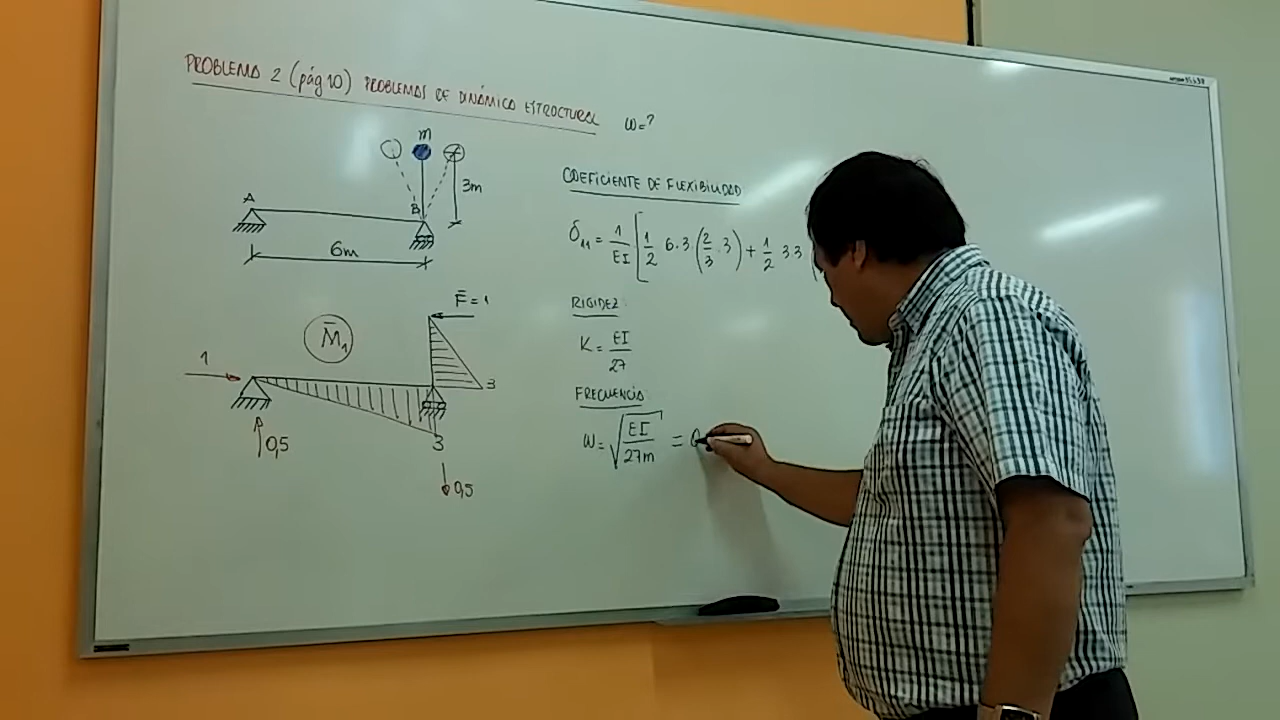 PROBLEMA 2 (pág 10) PROBLEMAS DE DINÁMICA ESTRUCTURAL
ω=?
m
3m
A
B
6m
F̄=1
M̄₁
1
3
3
0,5
0,5
COEFICIENTE DE FLEXIBILIDAD
δ₁₁ = 1/EI [1/2 6.3 (2/3 . 3) + 1/2 3 3 (
RIGIDEZ
K = EI/27
FRECUENCIA
ω = √(EI/27m) = 0